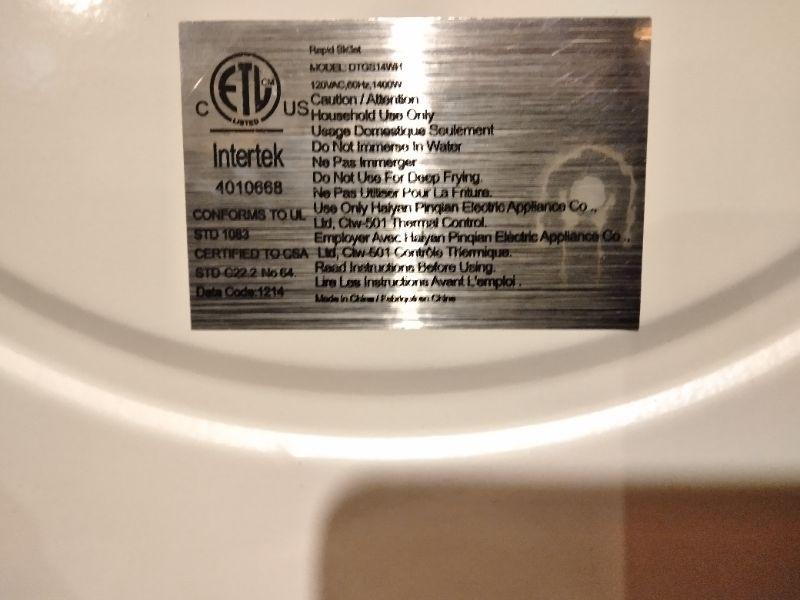 C ETL CM US
LISTED
Intertek
4010668
CONFORMS TO UL
STD 1083
CERTIFIED TO CSA
STD C22.2 No 64.
Date Code:1214
Rapid Skillet
MODEL: DTGS14WH
120VAC,60Hz,1400W
Caution / Attention
Household Use Only
Usage Domestique Seulement
Do Not Immerse In Water
Ne Pas Immerger
Do Not Use For Deep Frying.
Ne Pas Utiliser Pour La Friture.
Use Only Haiyan Pinqian Electric Appliance Co .,
Ltd, Ctw-501 Thermal Control.
Employer Avec Haiyan Pinqian Electric Appliance Co .,
Ltd, Ctw-501 Contrôle Thermique.
Read Instructions Before Using.
Lire Les Instructions Avant L'emploi .
Made in China / Fabriqué en Chine